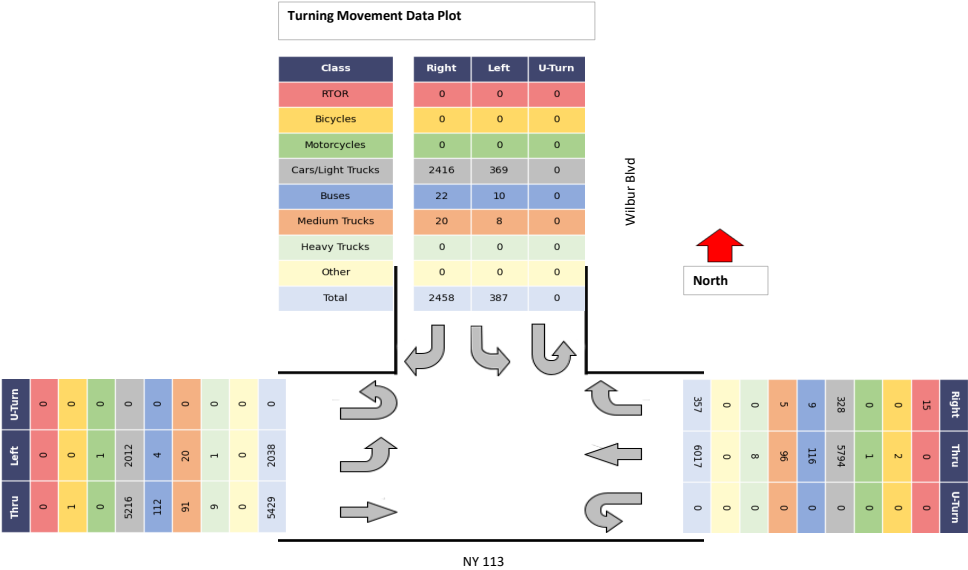 Turning Movement Data Plot
Class Right Left U-Turn
RTOR 0 0 0
Bicycles 0 0 0
Motorcycles 0 0 0
Cars/Light Trucks 2416 369 0
Buses 22 10 0
Medium Trucks 20 8 0
Heavy Trucks 0 0 0
Other 0 0 0
Total 2458 387 0
Wilbur Blvd
North
U-Turn 0 0 0 0 0 0 0 0 0
Left 0 0 1 2012 4 20 1 0 2038
Thru 0 1 0 5216 112 91 9 0 5429
357 0 0 5 9 328 0 0 15 Right
6017 0 8 96 116 5794 1 2 0 Thru
0 0 0 0 0 0 0 0 0 U-Turn
NY 113